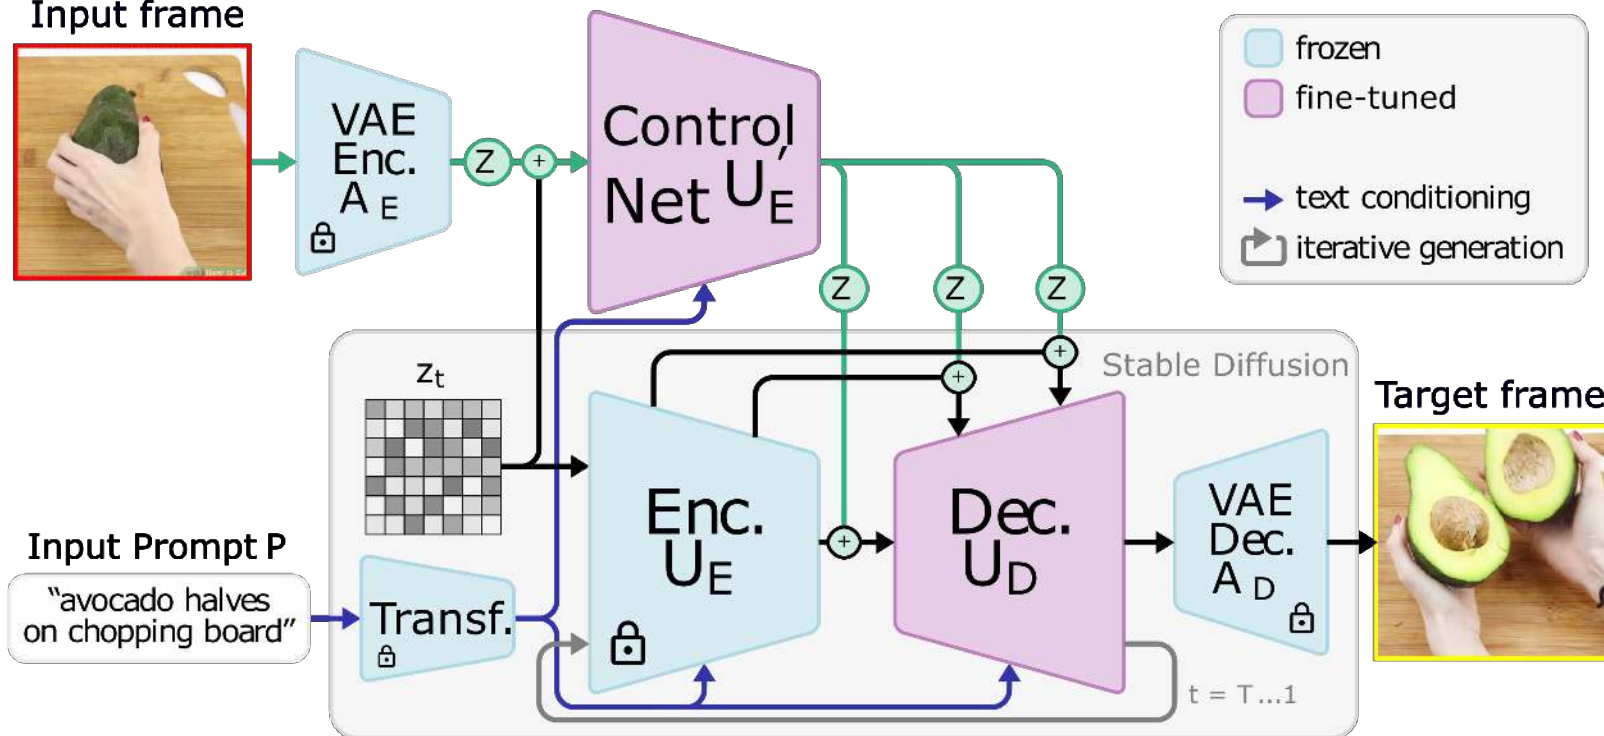 Input frame
VAE
Enc.
A E
Z
+
Control
Net U'E
Z
Z
Z
frozen
fine-tuned
text conditioning
iterative generation
Stable Diffusion
zt
+
+
Enc.
UE
+
Dec.
UD
VAE
Dec.
A D
Target frame
Input Prompt P
“avocado halves
on chopping board”
Transf.
t = T...1